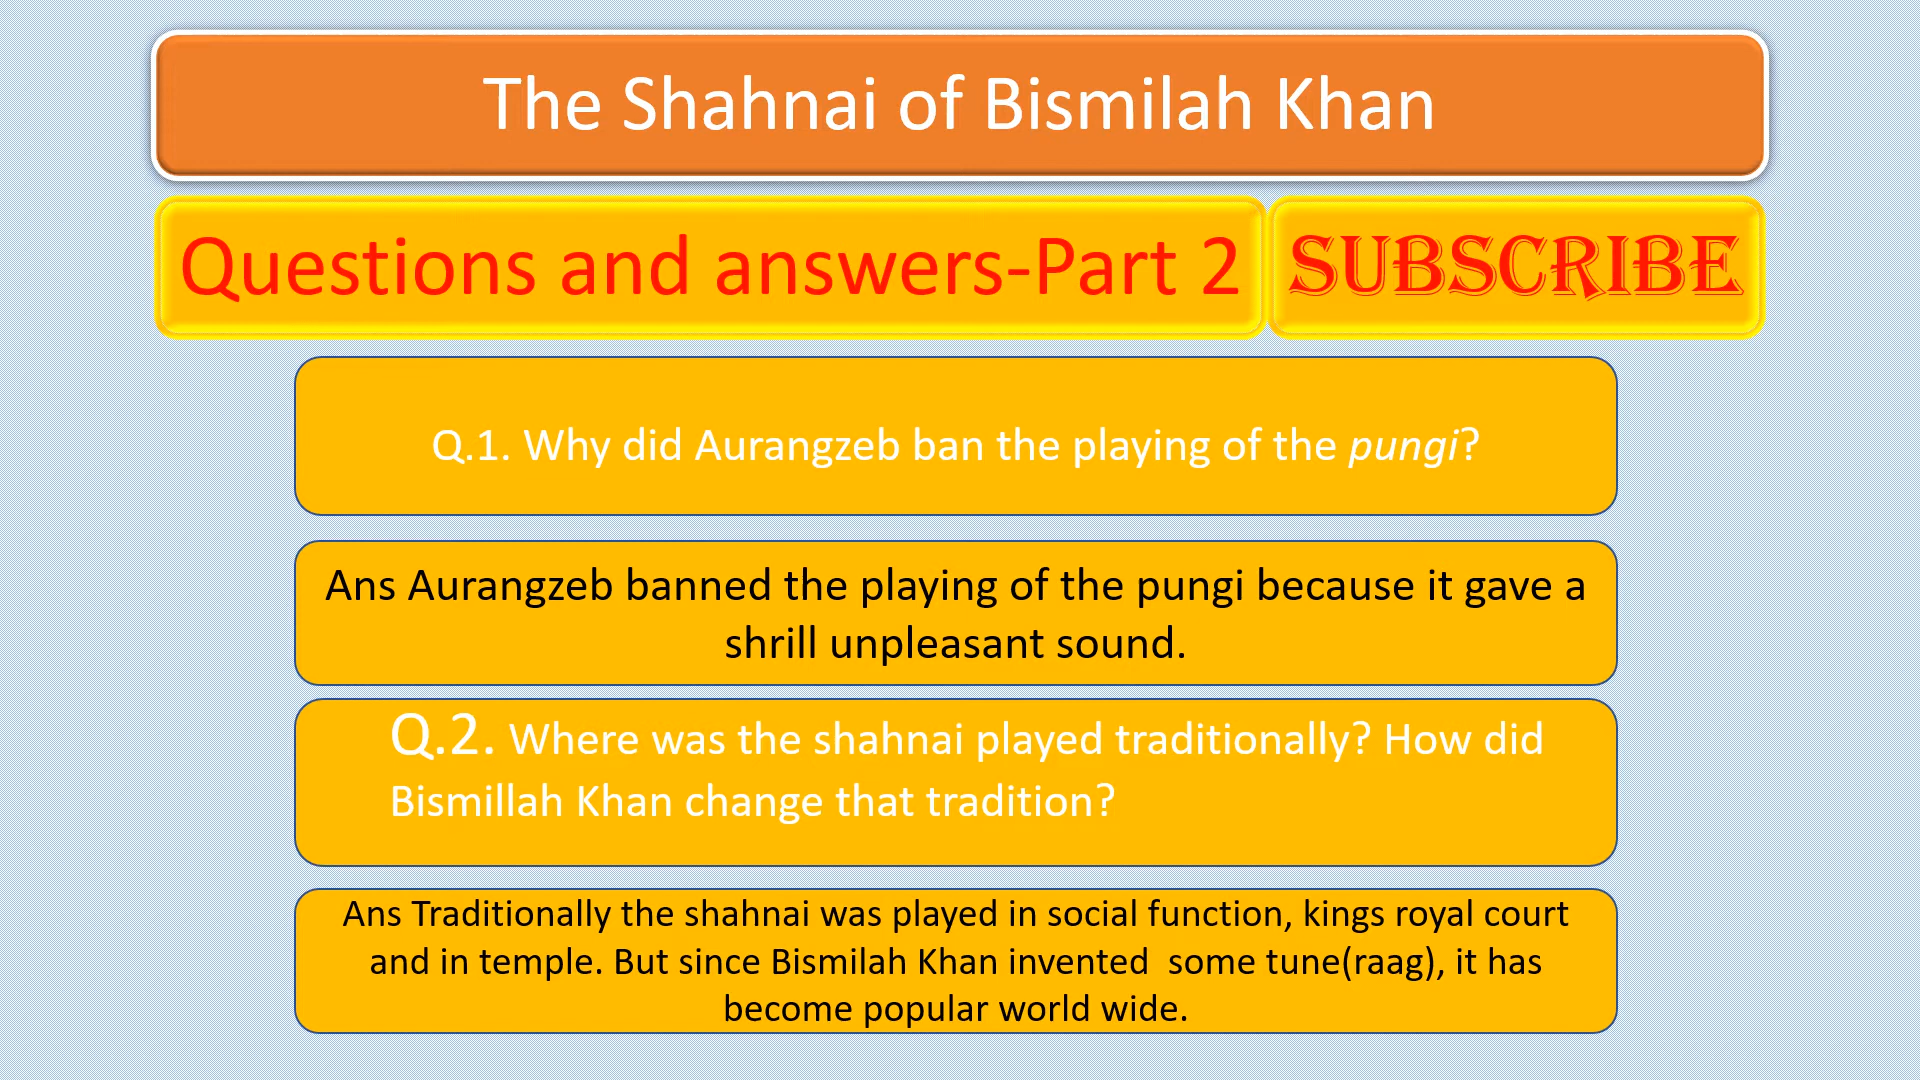 The Shahnai of Bismilah Khan
Questions and answers-Part 2
SUBSCRIBE
Q.1. Why did Aurangzeb ban the playing of the pungi?
Ans Aurangzeb banned the playing of the pungi because it gave a
shrill unpleasant sound.
Q.2. Where was the shahnai played traditionally? How did
Bismillah Khan change that tradition?
Ans Traditionally the shahnai was played in social function, kings royal court
and in temple. But since Bismilah Khan invented  some tune(raag), it has
become popular world wide.